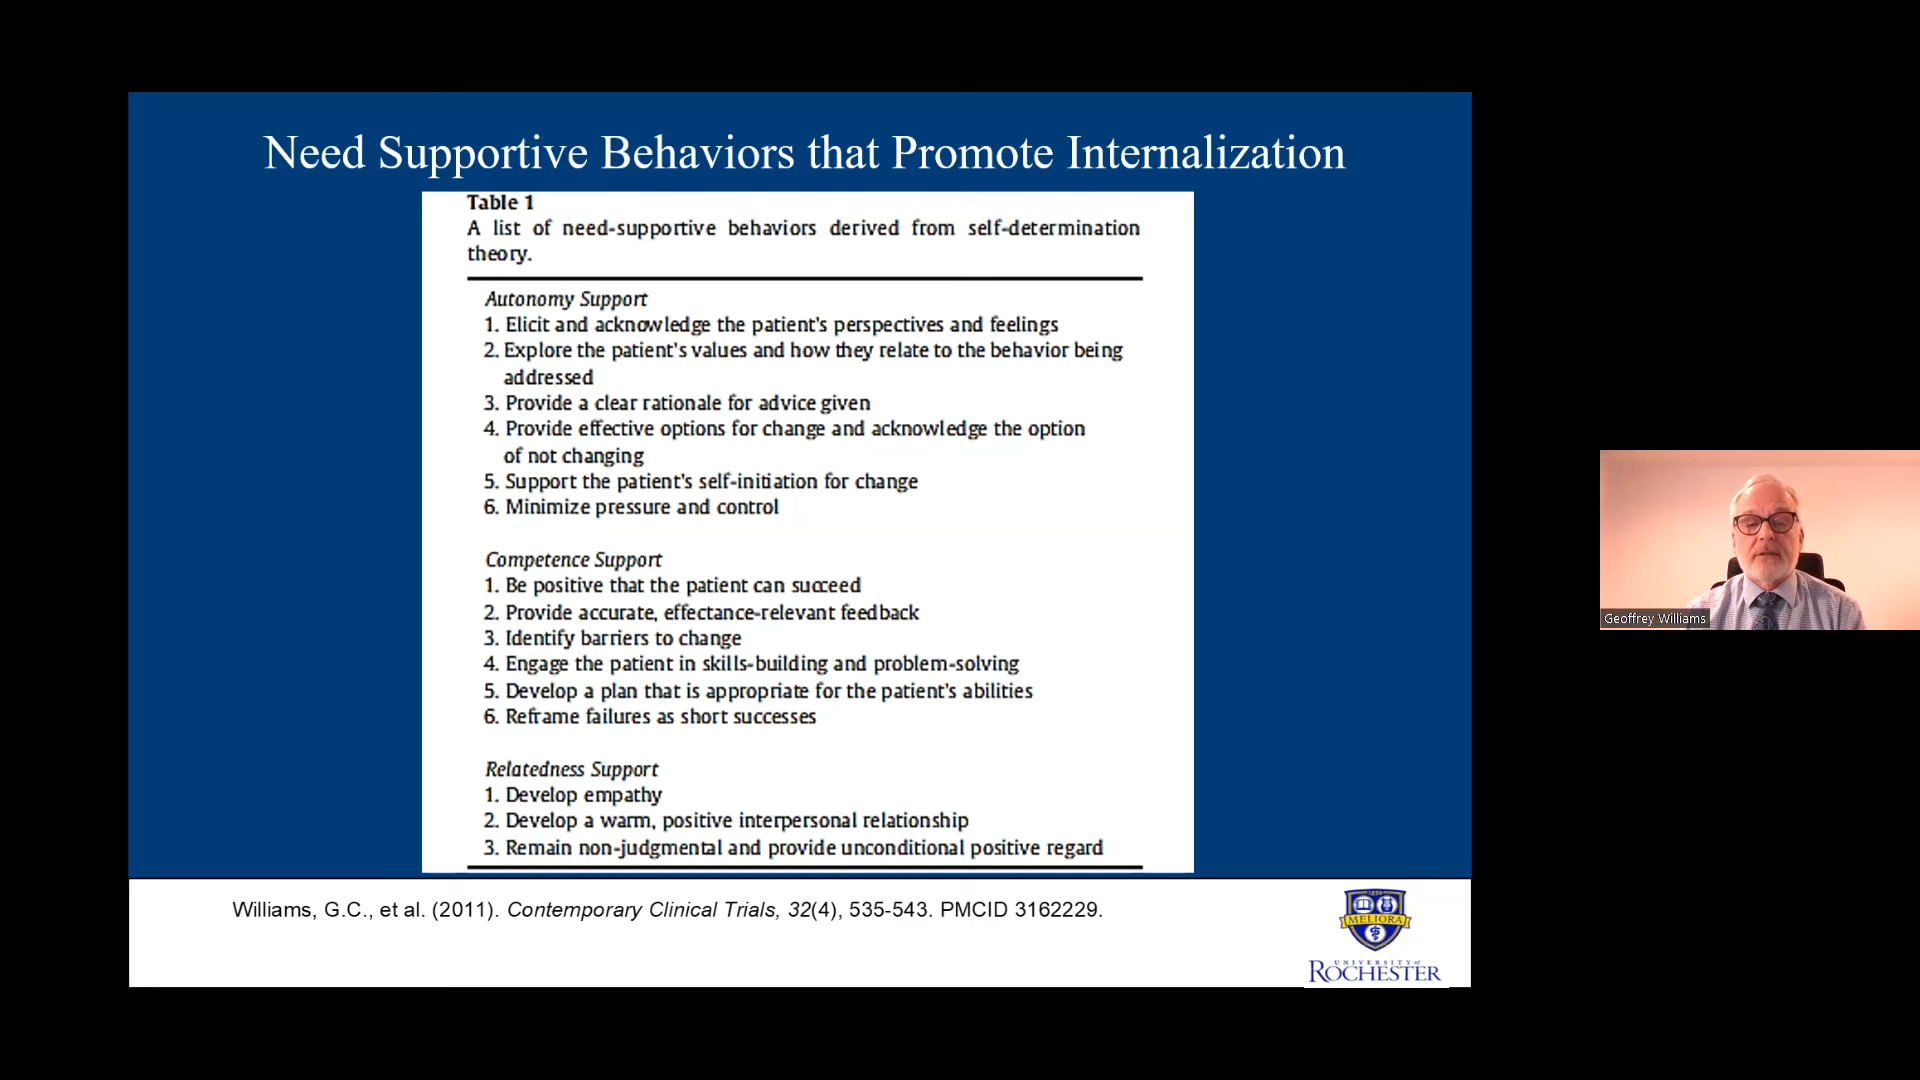 Need Supportive Behaviors that Promote Internalization
Table 1
A list of need-supportive behaviors derived from self-determination
theory.
Autonomy Support
1. Elicit and acknowledge the patient's perspectives and feelings
2. Explore the patient's values and how they relate to the behavior being
addressed
3. Provide a clear rationale for advice given
4. Provide effective options for change and acknowledge the option
of not changing
5. Support the patient's self-initiation for change
6. Minimize pressure and control
Competence Support
1. Be positive that the patient can succeed
2. Provide accurate, effectance-relevant feedback
3. Identify barriers to change
4. Engage the patient in skills-building and problem-solving
5. Develop a plan that is appropriate for the patient's abilities
6. Reframe failures as short successes
Relatedness Support
1. Develop empathy
2. Develop a warm, positive interpersonal relationship
3. Remain non-judgmental and provide unconditional positive regard
Williams, G.C., et al. (2011). Contemporary Clinical Trials, 32(4), 535-543. PMCID 3162229.
1850
MELIORA
UNIVERSITY of
ROCHESTER
Geoffrey Williams